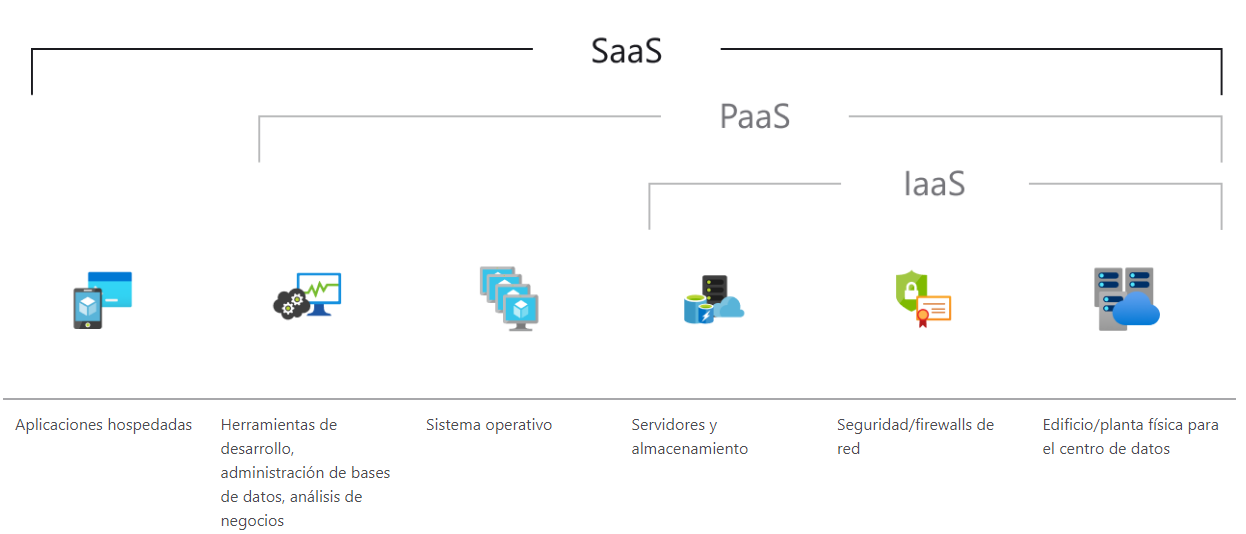 SaaS
PaaS
IaaS
Aplicaciones hospedadas
Herramientas de
desarrollo,
administración de bases
de datos, análisis de
negocios
Sistema operativo
Servidores y
almacenamiento
Seguridad/firewalls de
red
Edificio/planta física para
el centro de datos